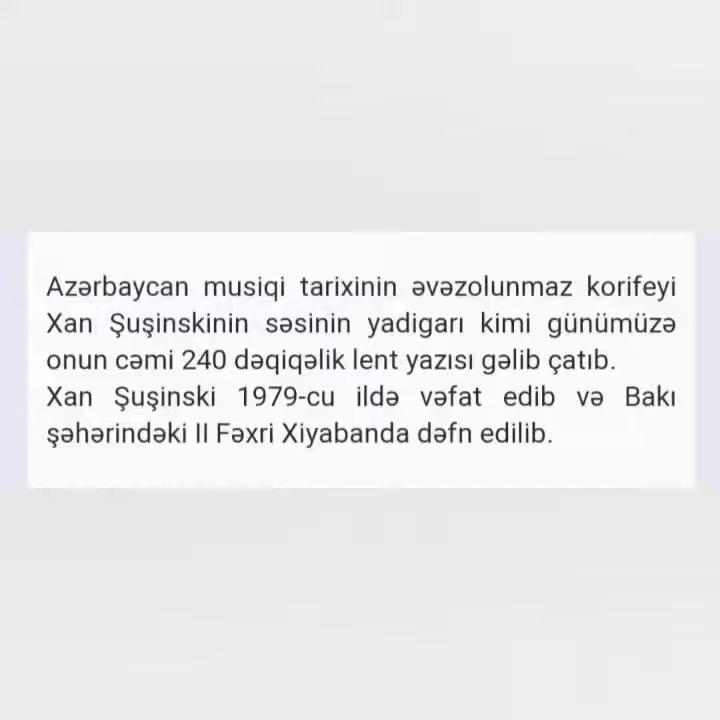 Azərbaycan musiqi tarixinin əvəzolunmaz korifeyi
Xan Şuşinskinin səsinin yadigarı kimi günümüzə
onun cəmi 240 dəqiqəlik lent yazısı gəlib çatıb.
Xan Şuşinski 1979-cu ildə vəfat edib və Bakı
şəhərindəki II Fəxri Xiyabanda dəfn edilib.